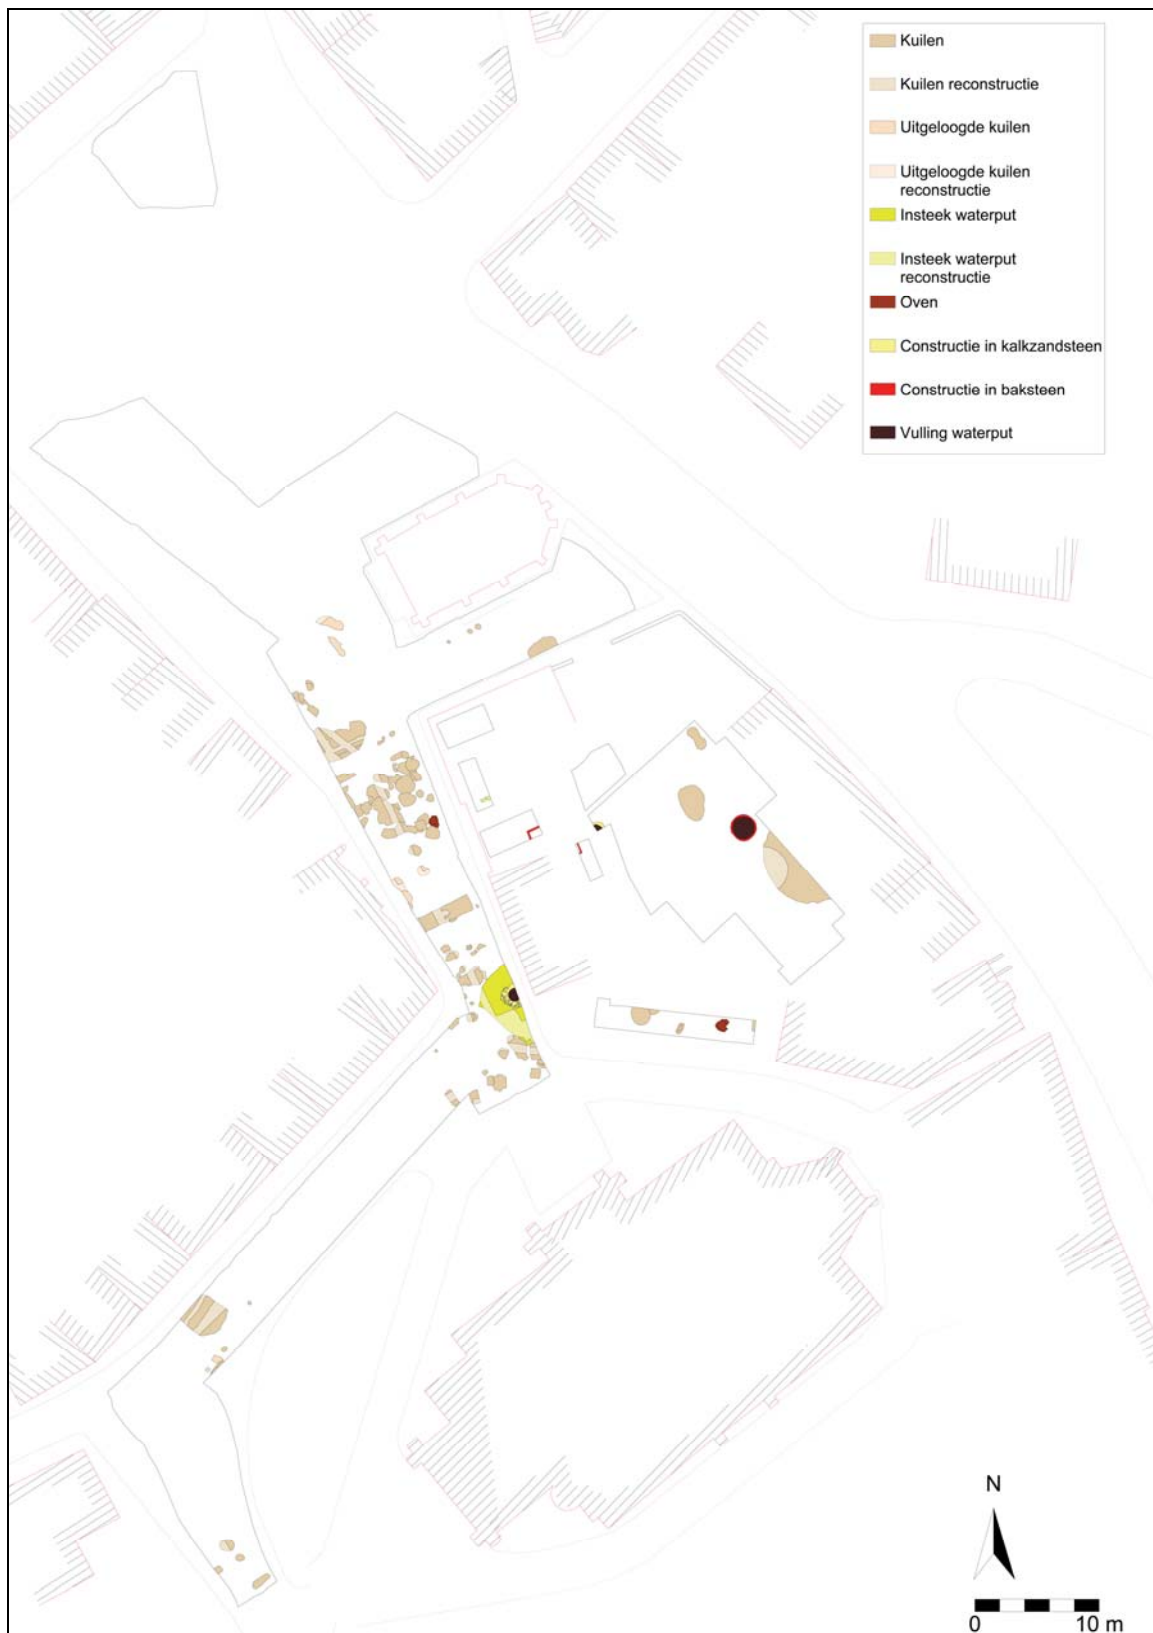 Kuilen
Kuilen reconstructie
Uitgeloogde kuilen
Uitgeloogde kuilen
reconstructie
Insteek waterput
Insteek waterput
reconstructie
Oven
Constructie in kalkzandsteen
Constructie in baksteen
Vulling waterput
N
0 10 m